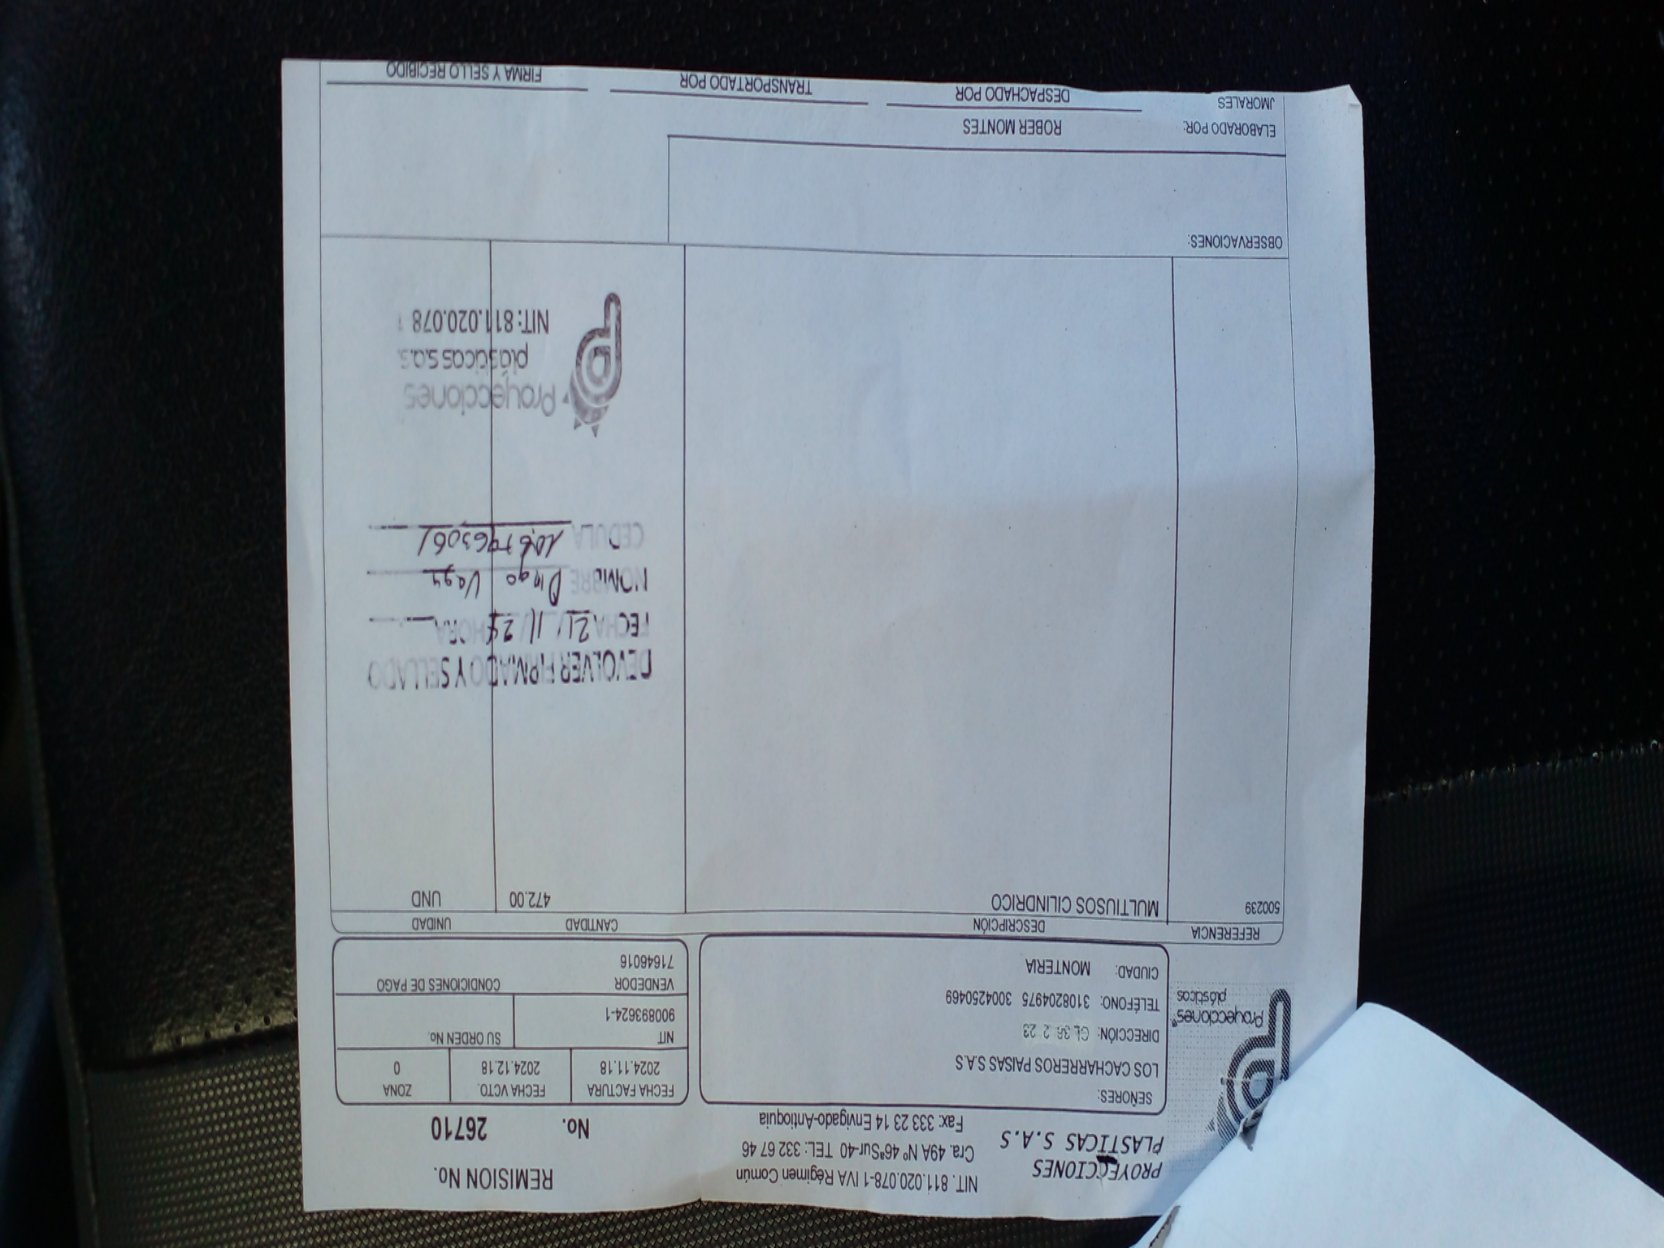 PROYECCIONES
PLASTICAS S.A.S
NIT. 811.020.078-1 IVA Régimen Común
Cra. 49A Nº 46ªSur-40 TEL: 332 67 46
Fax: 333 23 14 Envigado-Antioquia
REMISION No.
No. 26710
Proyecciones®
plásticas
SEÑORES:
LOS CACHARREROS PAISAS S.A.S
DIRECCIÓN: CL 36 2 23
TELÉFONO: 3108204975 3004250469
CIUDAD: MONTERIA
FECHA FACTURA FECHA VCTO. ZONA
2024.11.18 2024.12.18 0
NIT SU ORDEN No.
900893624-1
VENDEDOR CONDICIONES DE PAGO
71646016
REFERENCIA DESCRIPCIÓN CANTIDAD UNIDAD
500239 MULTIUSOS CILINDRICO 472.00 UND
DEVOLVER FIRMADO Y SELLADO
FECHA 21/11/24 HORA
NOMBRE Diego Vega
CEDULA
Proyecciones
plásticas s.a.s.
NIT: 811.020.078
OBSERVACIONES:
ELABORADO POR: ROBER MONTES
JMORALES
DESPACHADO POR TRANSPORTADO POR FIRMA Y SELLO RECIBIDO